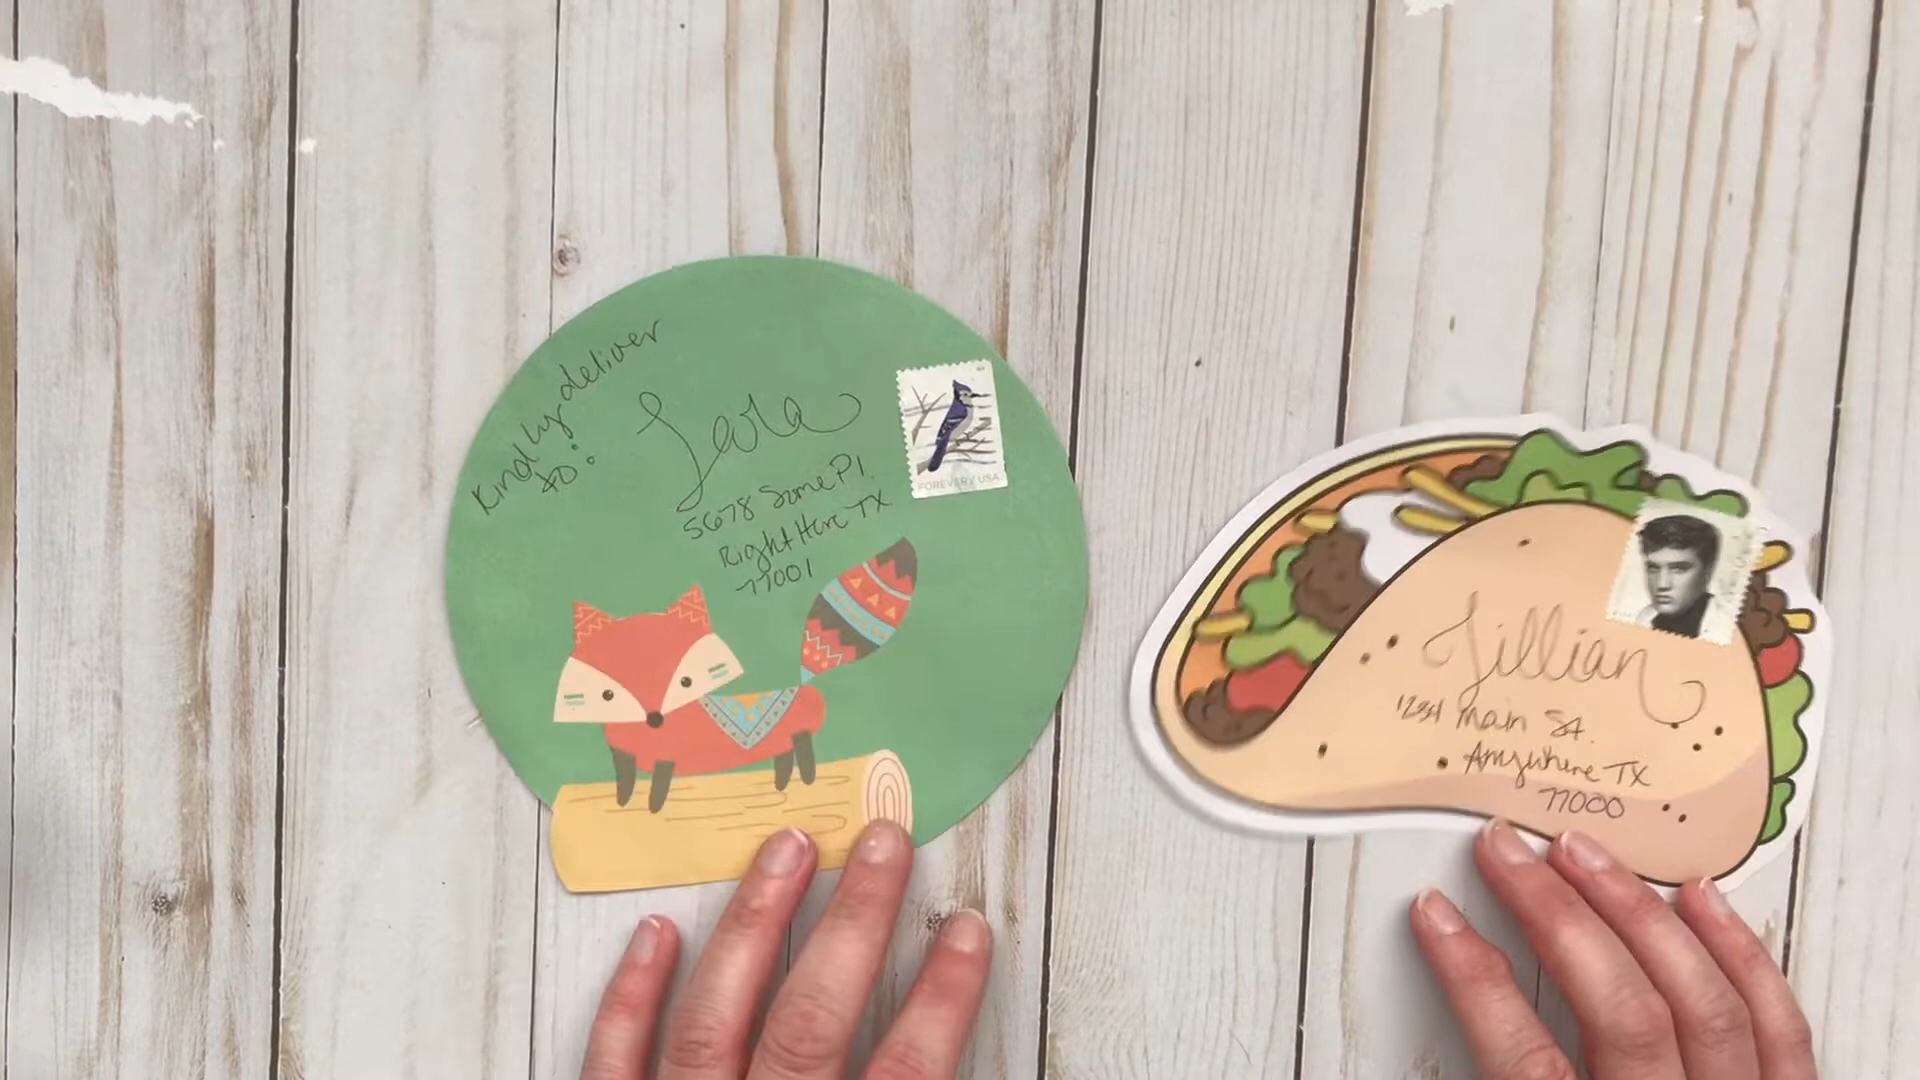 Kindly deliver
to:
Lola
5678 Some Pl.
Right Here TX
77001
FOREVER / USA
Jillian
1234 Main St.
Anywhere TX
77000